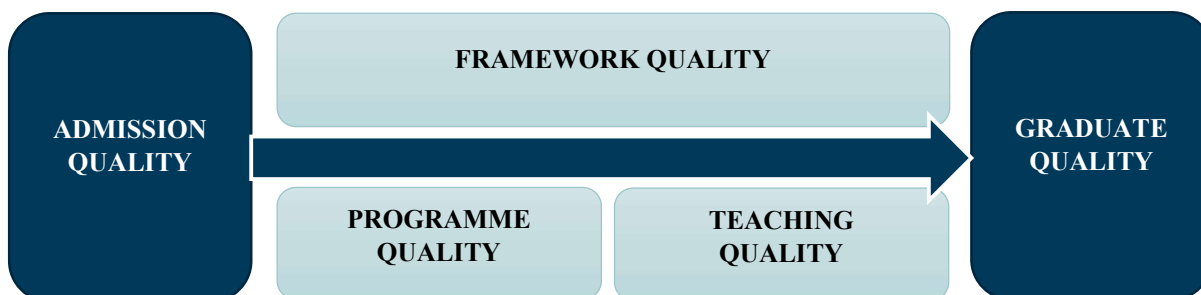 ADMISSION
QUALITY
FRAMEWORK QUALITY
PROGRAMME
QUALITY
TEACHING
QUALITY
GRADUATE
QUALITY